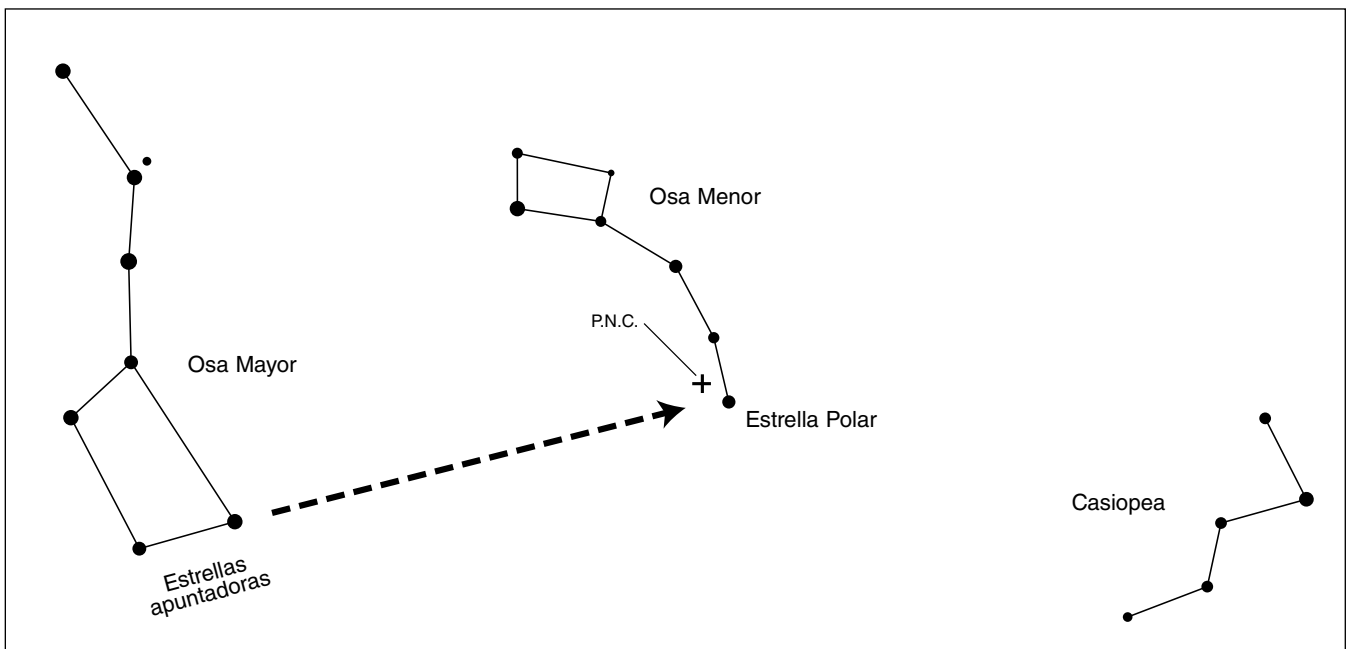 Osa Menor
P.N.C.
Osa Mayor
Estrella Polar
Casiopea
Estrellas
apuntadoras